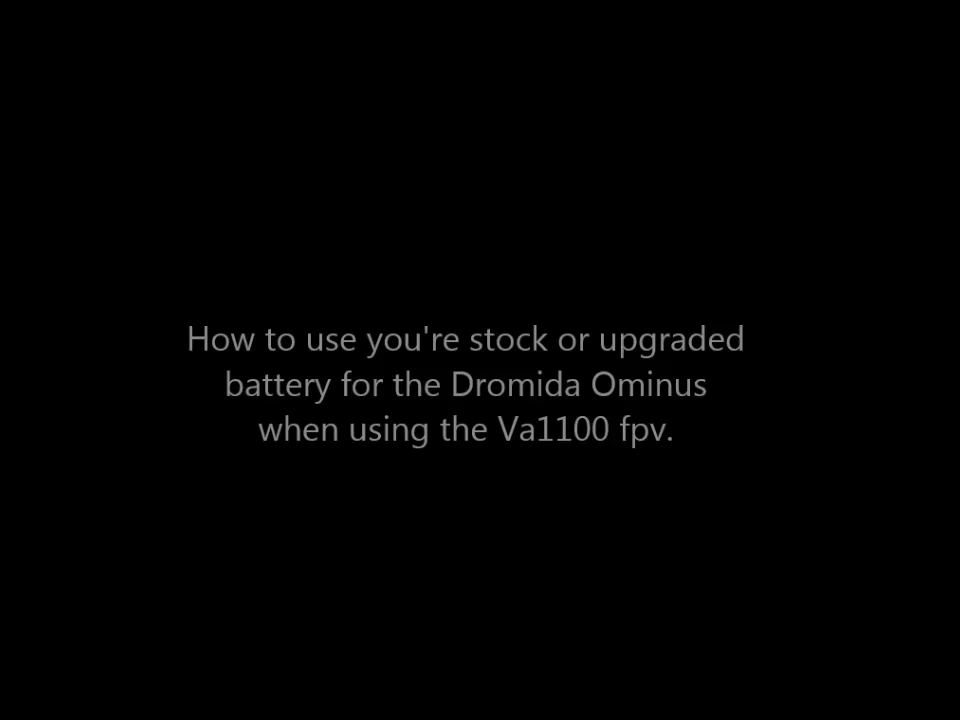 How to use you're stock or upgraded
battery for the Dromida Ominus
when using the Va1100 fpv.